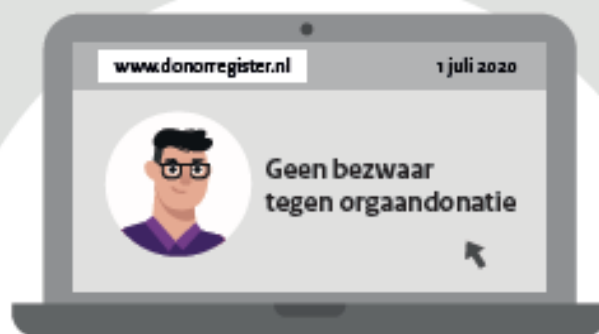 www.donorregister.nl
1 juli 2020
Geen bezwaar
tegen orgaandonatie